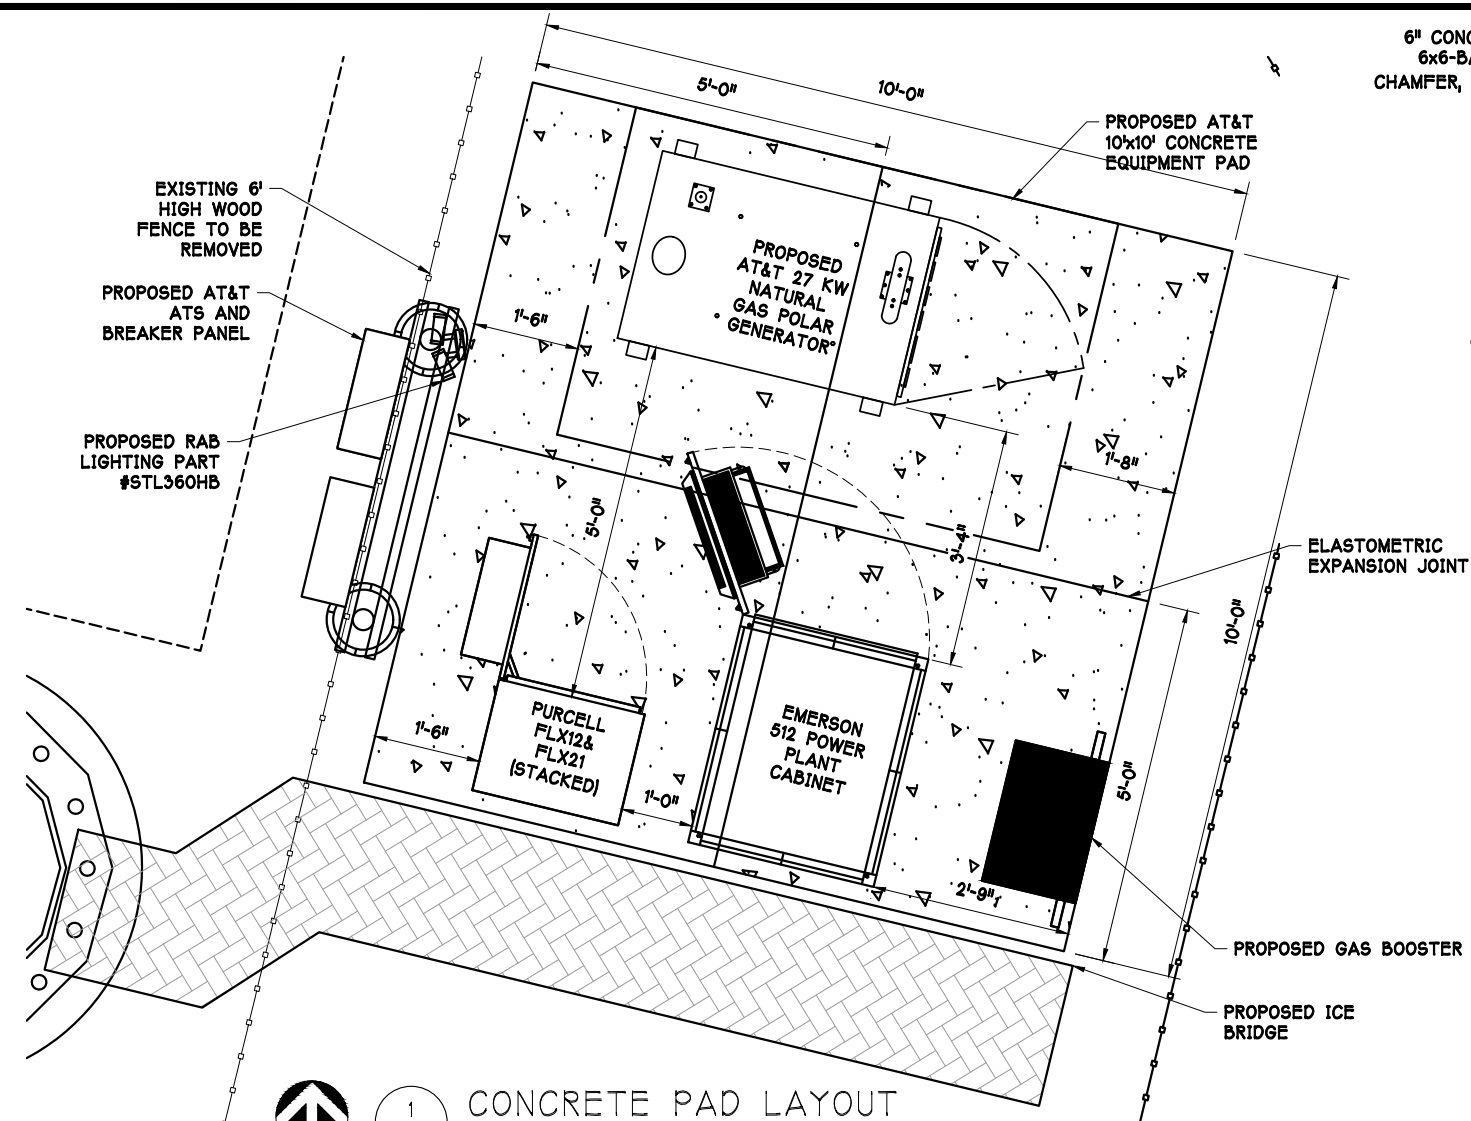 6" CONC
6x6-BA
CHAMFER,
5'-0"
10'-0"
PROPOSED AT&T
10'x10' CONCRETE
EQUIPMENT PAD
EXISTING 6'
HIGH WOOD
FENCE TO BE
REMOVED
PROPOSED
AT&T 27 KW
NATURAL
GAS POLAR
GENERATOR
PROPOSED AT&T
ATS AND
BREAKER PANEL
1'-6"
PROPOSED RAB
LIGHTING PART
#STL360HB
1'-8"
5'-0"
3'-4"
ELASTOMETRIC
EXPANSION JOINT
10'-0"
PURCELL
FLX12&
FLX21
(STACKED)
EMERSON
512 POWER
PLANT
CABINET
1'-6"
1'-0"
5'-0"
2'-9"
PROPOSED GAS BOOSTER
PROPOSED ICE
BRIDGE
1
CONCRETE PAD LAYOUT